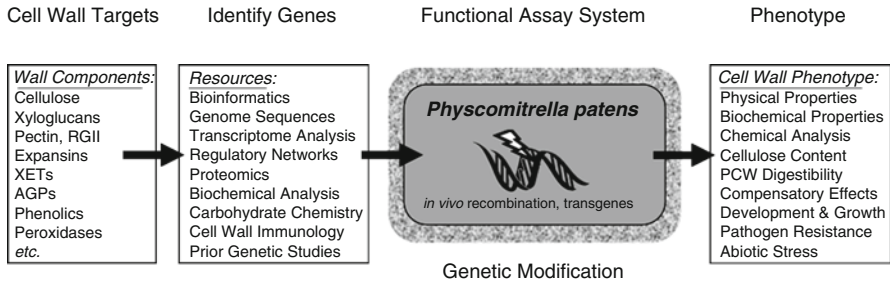 Cell Wall Targets
Identify Genes
Functional Assay System
Phenotype
Wall Components:
Cellulose
Xyloglucans
Pectin, RGII
Expansins
XETs
AGPs
Phenolics
Peroxidases
etc.
Resources:
Bioinformatics
Genome Sequences
Transcriptome Analysis
Regulatory Networks
Proteomics
Biochemical Analysis
Carbohydrate Chemistry
Cell Wall Immunology
Prior Genetic Studies
Physcomitrella patens
in vivo recombination, transgenes
Genetic Modification
Cell Wall Phenotype:
Physical Properties
Biochemical Properties
Chemical Analysis
Cellulose Content
PCW Digestibility
Compensatory Effects
Development & Growth
Pathogen Resistance
Abiotic Stress